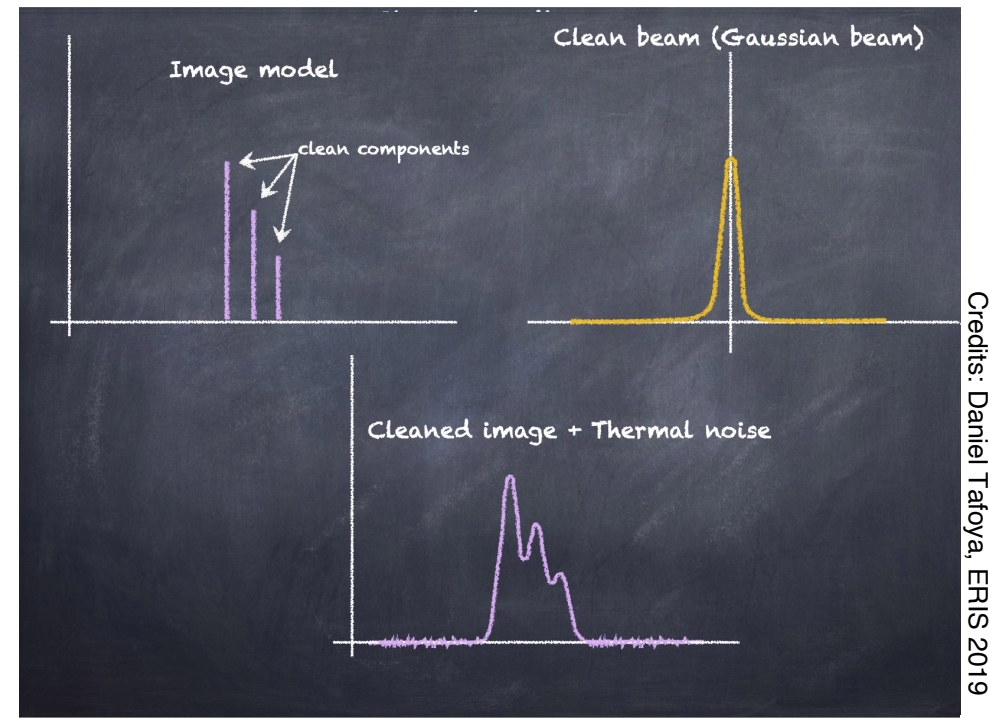 Image model
clean components
Clean beam (Gaussian beam)
Cleaned image + Thermal noise
Credits: Daniel Tafoya, ERIS 2019